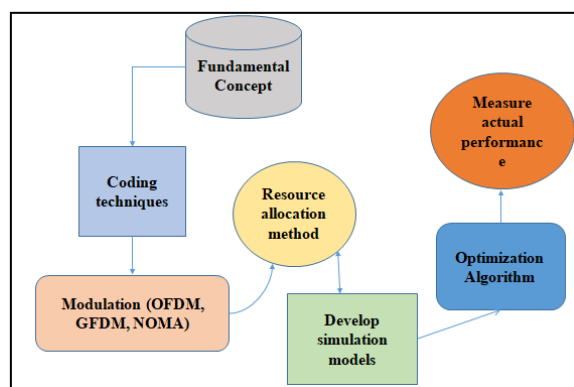 Fundamental
Concept
Coding
techniques
Modulation (OFDM,
GFDM, NOMA)
Resource
allocation
method
Develop
simulation
models
Optimization
Algorithm
Measure
actual
performanc
e